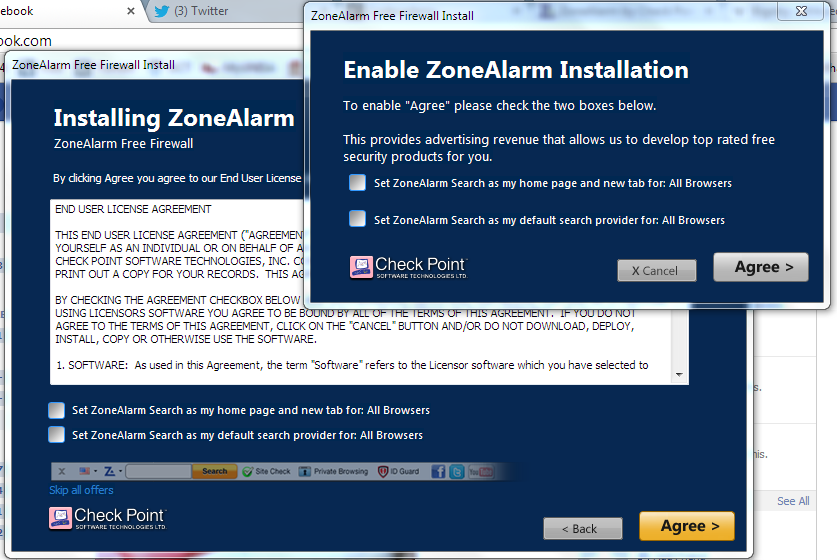 ebook
(3) Twitter
ook.com
ZoneAlarm Free Firewall Install
Installing ZoneAlarm
ZoneAlarm Free Firewall
By clicking Agree you agree to our End User License
END USER LICENSE AGREEMENT
THIS END USER LICENSE AGREEMENT ("AGREEMEN
YOURSELF AS AN INDIVIDUAL OR ON BEHALF OF A
CHECK POINT SOFTWARE TECHNOLOGIES, INC. CO
PRINT OUT A COPY FOR YOUR RECORDS. THIS AG
BY CHECKING THE AGREEMENT CHECKBOX BELOW
USING LICENSORS SOFTWARE YOU AGREE TO BE BOUND BY ALL OF THE TERMS OF THIS AGREEMENT. IF YOU DO NOT
AGREE TO THE TERMS OF THIS AGREEMENT, CLICK ON THE "CANCEL" BUTTON AND/OR DO NOT DOWNLOAD, DEPLOY,
INSTALL, COPY OR OTHERWISE USE THE SOFTWARE.
1. SOFTWARE: As used in this Agreement, the term "Software" refers to the Licensor software which you have selected to
Set ZoneAlarm Search as my home page and new tab for: All Browsers
Set ZoneAlarm Search as my default search provider for: All Browsers
X Z Search Site Check Private Browsing ID Guard YouTube
Skip all offers
Check Point
SOFTWARE TECHNOLOGIES LTD.
< Back
Agree >
ZoneAlarm Free Firewall Install
Enable ZoneAlarm Installation
To enable "Agree" please check the two boxes below.
This provides advertising revenue that allows us to develop top rated free
security products for you.
Set ZoneAlarm Search as my home page and new tab for: All Browsers
Set ZoneAlarm Search as my default search provider for: All Browsers
Check Point
SOFTWARE TECHNOLOGIES LTD.
X Cancel
Agree >
s.
his.
See All